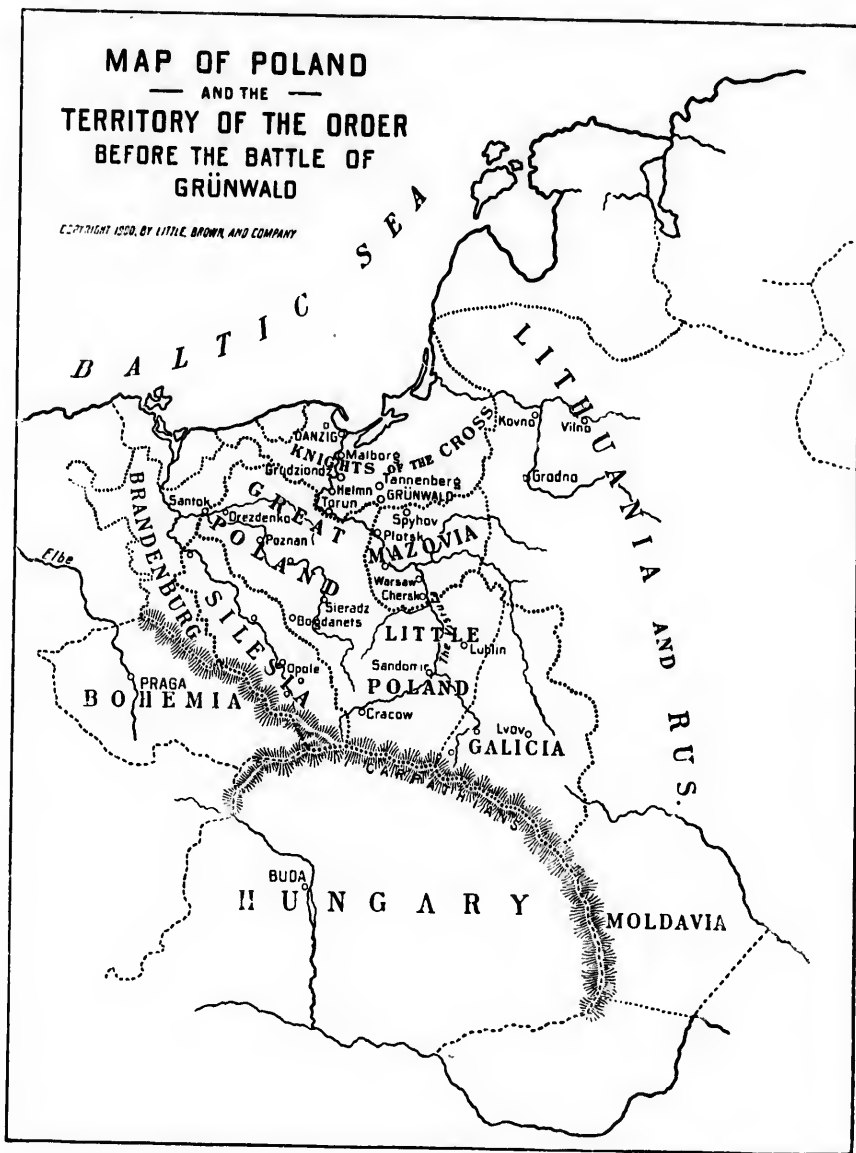 MAP OF POLAND
— AND THE —
TERRITORY OF THE ORDER
BEFORE THE BATTLE OF
GRÜNWALD
COPYRIGHT 1900, BY LITTLE, BROWN, AND COMPANY
BALTIC SEA
LITHUANIA AND RUS.
DANZIG
KNIGHTS OF THE CROSS
Malborg
Grudziondz
Kovno
Vilno
Grodno
Tannenberg
Helmn
GRÜNWALD
Torun
Spyhov
Plotsk
MAZOVIA
Warsaw
Chersk
BRANDENBURG
Santok
Drezdenko
GREAT POLAND
Poznan
Elbe
SILESIA
Sieradz
Bogdanets
LITTLE POLAND
The Vistula
Lublin
Sandomir
Opole
PRAGA
BOHEMIA
Cracow
Lvov
GALICIA
CARPATHIANS
BUDA
HUNGARY
MOLDAVIA